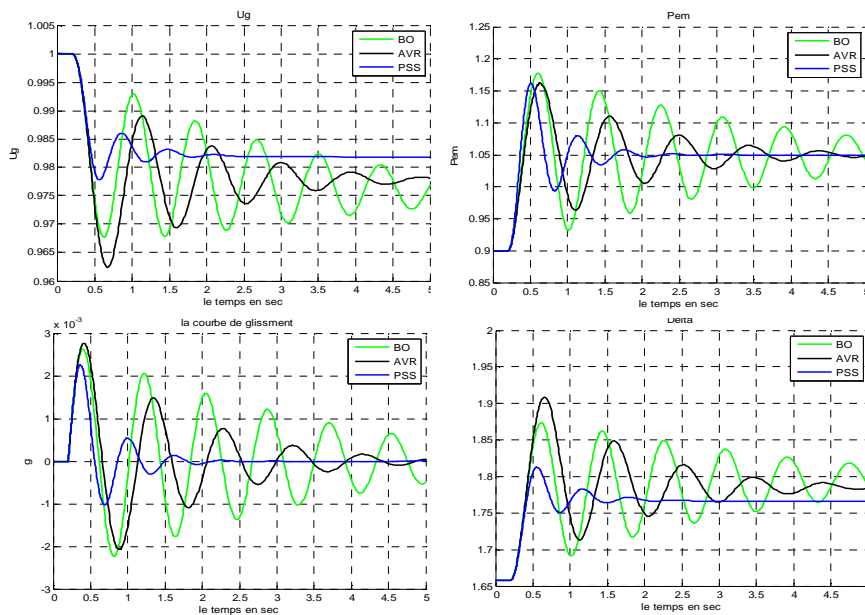 Ug
1.005
1
0.995
0.99
0.985
0.98
0.975
0.97
0.965
0.96
Ug
0 0.5 1 1.5 2 2.5 3 3.5 4 4.5 5
le temps en sec
BO
AVR
PSS
Pem
1.25
1.2
1.15
1.1
1.05
1
0.95
0.9
0.85
Pem
0 0.5 1 1.5 2 2.5 3 3.5 4 4.5 5
le temps en sec
BO
AVR
PSS
la courbe de glissment
x 10-3
3
2
1
0
-1
-2
-3
g
0 0.5 1 1.5 2 2.5 3 3.5 4 4.5 5
le temps en sec
BO
AVR
PSS
Delta
2
1.95
1.9
1.85
1.8
1.75
1.7
1.65
0 0.5 1 1.5 2 2.5 3 3.5 4 4.5 5
le temps en sec
BO
AVR
PSS